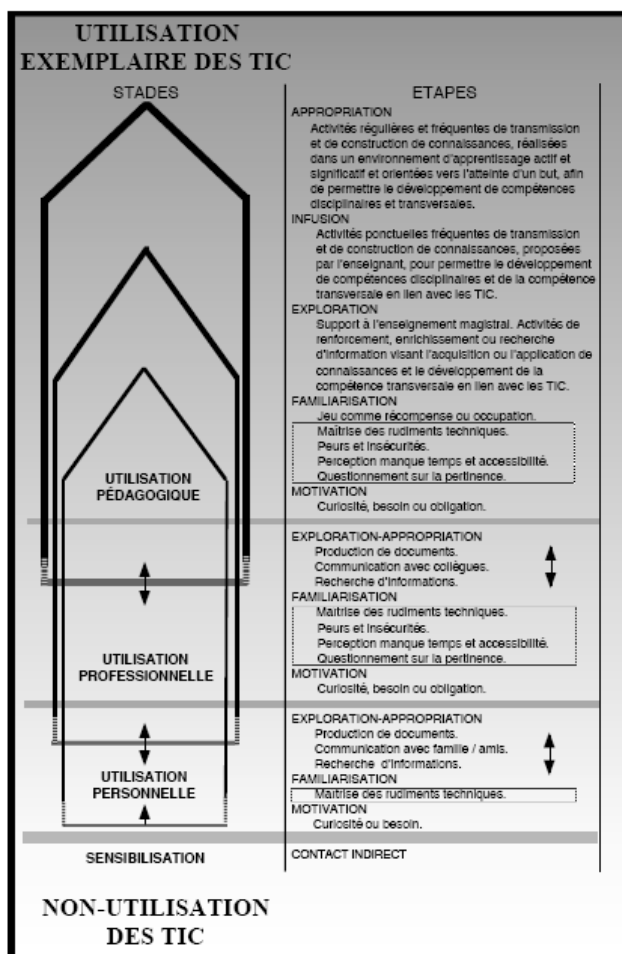 UTILISATION
EXEMPLAIRE DES TIC
STADES
ETAPES
APPROPRIATION
Activités régulières et fréquentes de transmission
et de construction de connaissances, réalisées
dans un environnement d'apprentissage actif et
significatif et orientées vers l'atteinte d'un but, afin
de permettre le développement de compétences
disciplinaires et transversales.
INFUSION
Activités ponctuelles fréquentes de transmission
et de construction de connaissances, proposées
par l'enseignant, pour permettre le développement
de compétences disciplinaires et de la compétence
transversale en lien avec les TIC.
EXPLORATION
Support à l'enseignement magistral. Activités de
renforcement, enrichissement ou recherche
d'information visant l'acquisition ou l'application de
connaissances et le développement de la
compétence transversale en lien avec les TIC.
FAMILIARISATION
Jeu comme récompense ou occupation.
Maîtrise des rudiments techniques.
Peurs et insécurités.
Perception manque temps et accessibilité.
Questionnement sur la pertinence.
MOTIVATION
Curiosité, besoin ou obligation.
UTILISATION
PÉDAGOGIQUE
EXPLORATION-APPROPRIATION
Production de documents.
Communication avec collègues.
Recherche d'informations.
FAMILIARISATION
Maîtrise des rudiments techniques.
Peurs et insécurités.
Perception manque temps et accessibilité.
Questionnement sur la pertinence.
MOTIVATION
Curiosité, besoin ou obligation.
UTILISATION
PROFESSIONNELLE
EXPLORATION-APPROPRIATION
Production de documents.
Communication avec famille / amis.
Recherche d'informations.
FAMILIARISATION
Maîtrise des rudiments techniques.
MOTIVATION
Curiosité ou besoin.
UTILISATION
PERSONNELLE
SENSIBILISATION
CONTACT INDIRECT
NON-UTILISATION
DES TIC